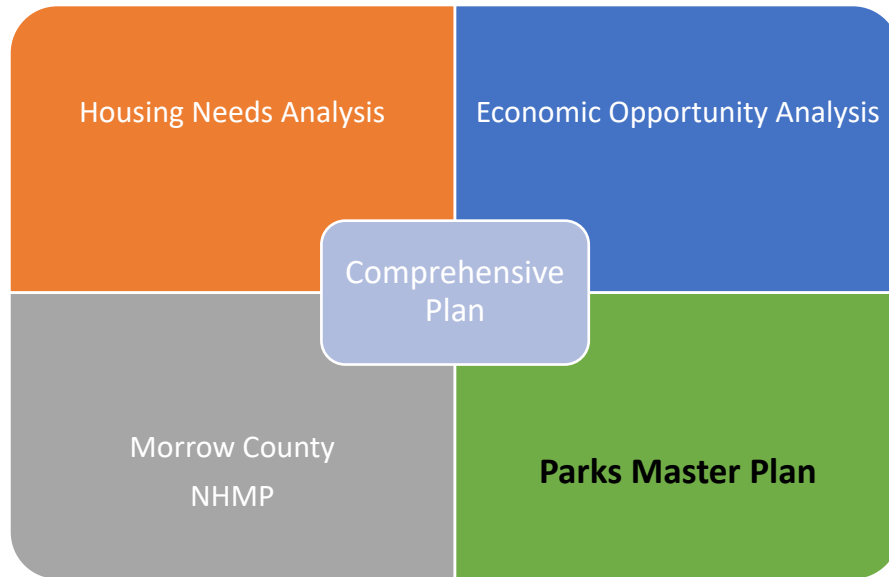 Housing Needs Analysis
Economic Opportunity Analysis
Comprehensive
Plan
Morrow County
NHMP
Parks Master Plan